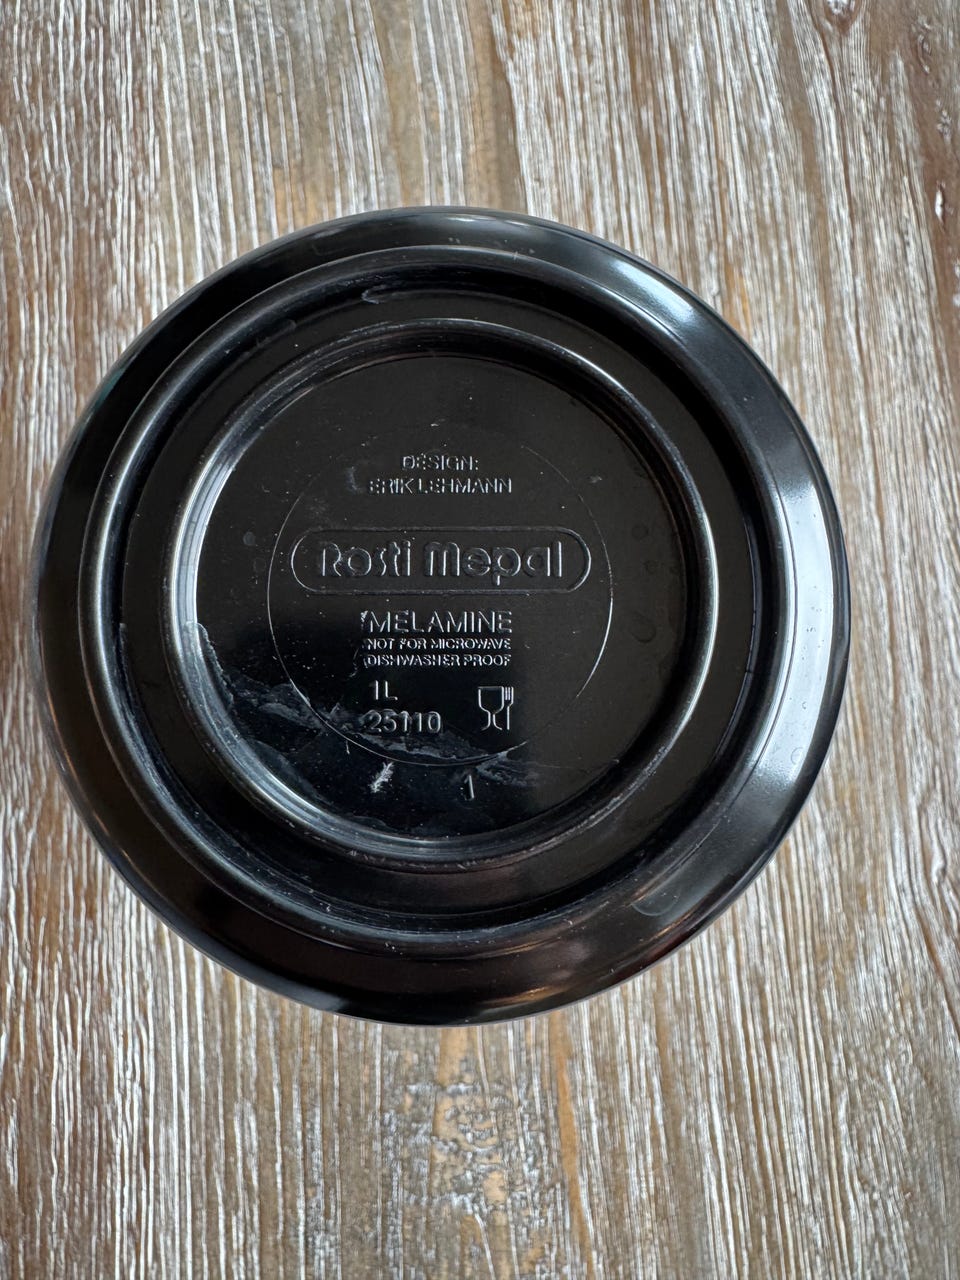 DESIGN:
ERIK LEHMANN
Rosti Mepal
MELAMINE
NOT FOR MICROWAVE
DISHWASHER PROOF
1L
25110
1